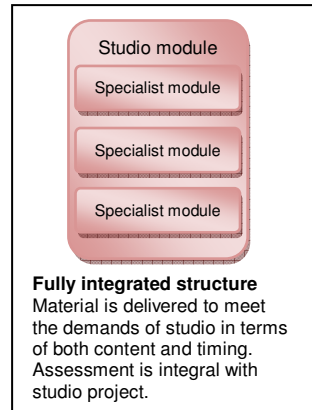 Studio module
Specialist module
Specialist module
Specialist module
Fully integrated structure
Material is delivered to meet
the demands of studio in terms
of both content and timing.
Assessment is integral with
studio project.